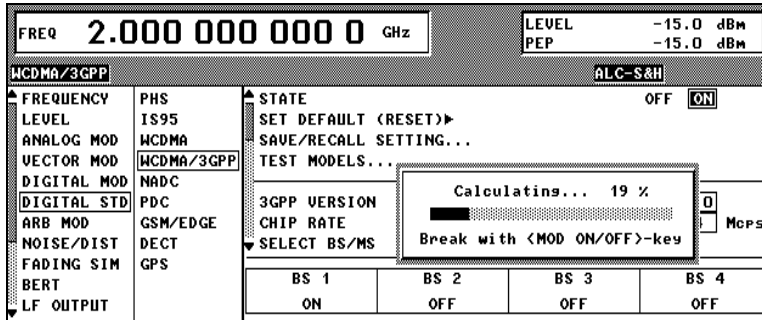 FREQ 2.000 000 000 0 GHz
LEVEL -15.0 dBm
PEP -15.0 dBm
WCDMA/3GPP
ALC-S&H
FREQUENCY
LEVEL
ANALOG MOD
VECTOR MOD
DIGITAL MOD
DIGITAL STD
ARB MOD
NOISE/DIST
FADING SIM
BERT
LF OUTPUT
PHS
IS95
WCDMA
WCDMA/3GPP
NADC
PDC
GSM/EDGE
DECT
GPS
STATE OFF ON
SET DEFAULT (RESET)
SAVE/RECALL SETTING...
TEST MODELS...
3GPP VERSION 0
CHIP RATE Mcps
SELECT BS/MS
Calculating... 19 %
Break with <MOD ON/OFF>-key
BS 1 BS 2 BS 3 BS 4
ON OFF OFF OFF